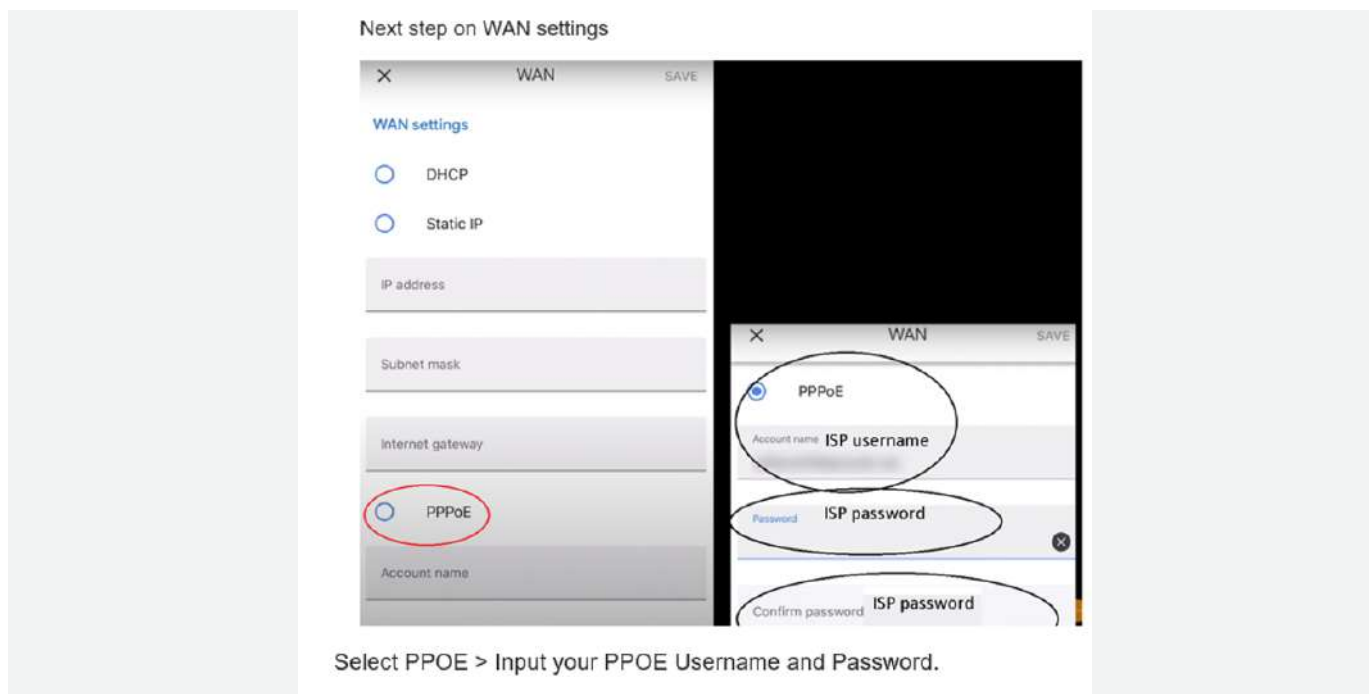 Next step on WAN settings
WAN SAVE
WAN settings
DHCP
Static IP
IP address
Subnet mask
Internet gateway
PPPoE
Account name
WAN SAVE
PPPoE
Account name ISP username
Password ISP password
Confirm password ISP password
Select PPOE > Input your PPOE Username and Password.